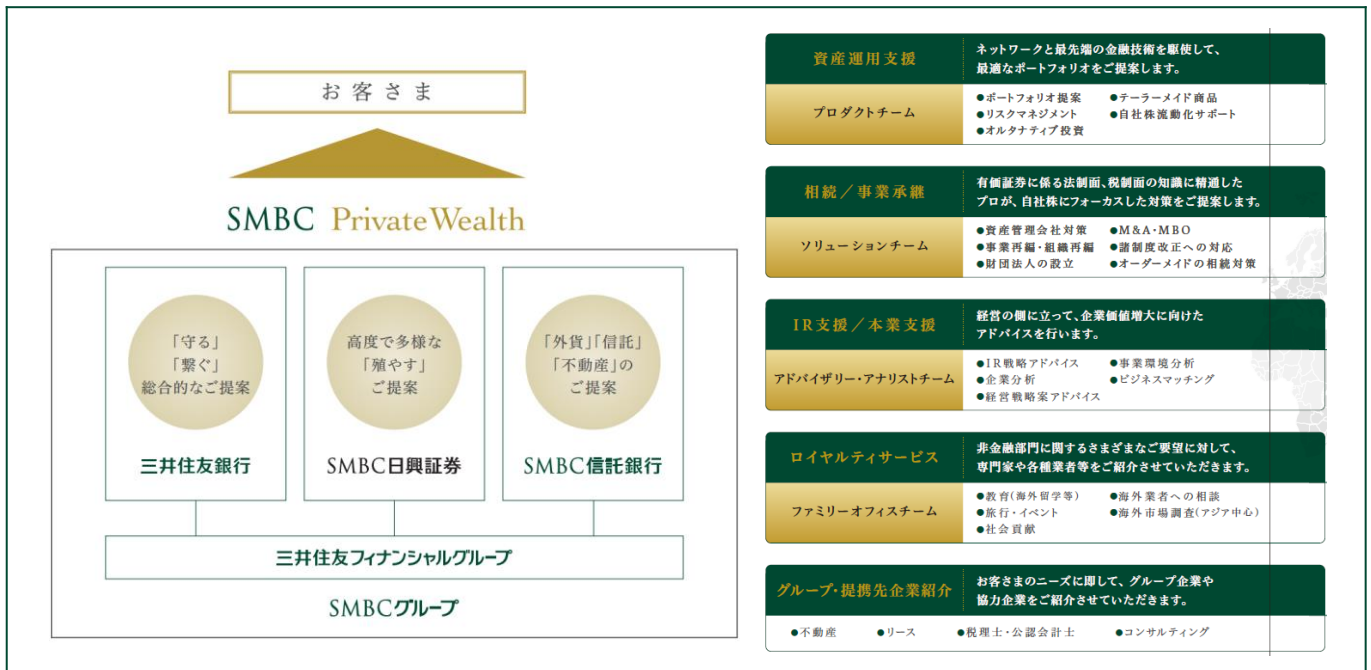 お客さま
SMBC Private Wealth
「守る」
「繋ぐ」
総合的なご提案
三井住友銀行
高度で多様な
「殖やす」
ご提案
SMBC日興証券
「外貨」「信託」
「不動産」の
ご提案
SMBC信託銀行
三井住友フィナンシャルグループ
SMBCグループ
資産運用支援
ネットワークと最先端の金融技術を駆使して、
最適なポートフォリオをご提案します。
プロダクトチーム
●ポートフォリオ提案 ●テーラーメイド商品
●リスクマネジメント ●自社株流動化サポート
●オルタナティブ投資
相続／事業承継
有価証券に係る法制面、税制面の知識に精通した
プロが、自社株にフォーカスした対策をご提案します。
ソリューションチーム
●資産管理会社対策 ●M&A・MBO
●事業再編・組織再編 ●諸制度改正への対応
●財団法人の設立 ●オーダーメイドの相続対策
IR支援／本業支援
経営の側に立って、企業価値増大に向けた
アドバイスを行います。
アドバイザリー・アナリストチーム
●IR戦略アドバイス ●事業環境分析
●企業分析 ●ビジネスマッチング
●経営戦略案アドバイス
ロイヤルティサービス
非金融部門に関するさまざまなご要望に対して、
専門家や各種業者等をご紹介させていただきます。
ファミリーオフィスチーム
●教育(海外留学等) ●海外業者への相談
●旅行・イベント ●海外市場調査(アジア中心)
●社会貢献
グループ・提携先企業紹介
お客さまのニーズに即して、グループ企業や
協力企業をご紹介させていただきます。
●不動産 ●リース ●税理士・公認会計士 ●コンサルティング